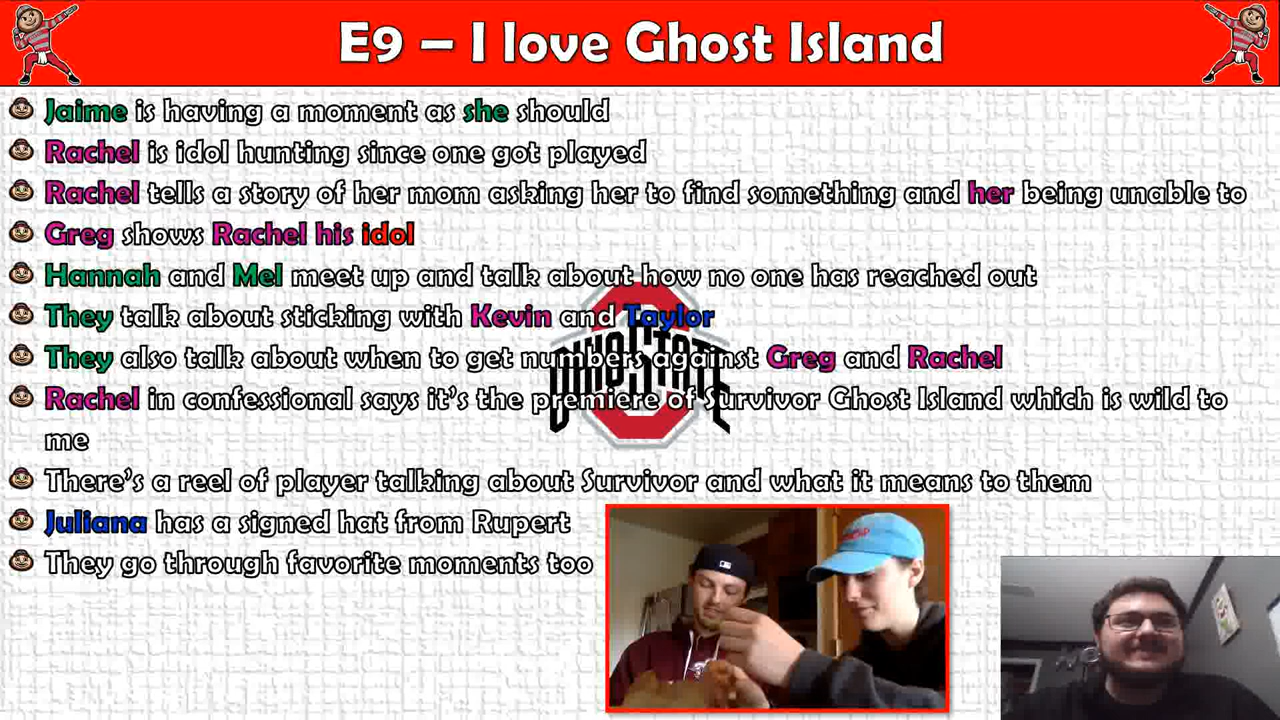 E9 – I love Ghost Island
Jaime is having a moment as she should
Rachel is idol hunting since one got played
Rachel tells a story of her mom asking her to find something and her being unable to
Greg shows Rachel his idol
Hannah and Mel meet up and talk about how no one has reached out
They talk about sticking with Kevin and Taylor
They also talk about when to get numbers against Greg and Rachel
Rachel in confessional says it's the premiere of Survivor Ghost Island which is wild to
me
There's a reel of player talking about Survivor and what it means to them
Juliana has a signed hat from Rupert
They go through favorite moments too
OHIO STATE